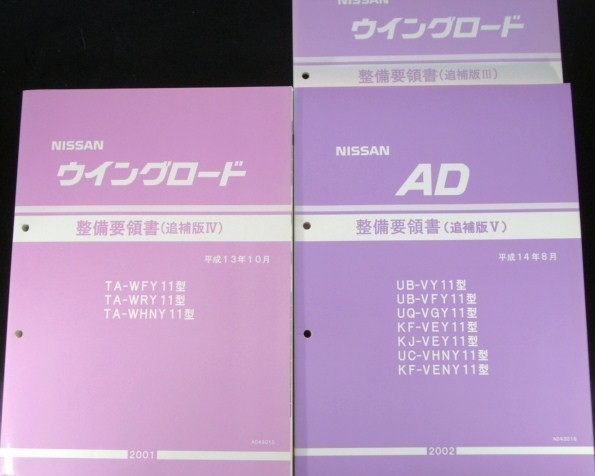 NISSAN
ウイングロード
整備要領書(追補版III)
NISSAN
ウイングロード
整備要領書(追補版IV)
平成13年10月
TA-WFY11型
TA-WRY11型
TA-WHNY11型
2001
NISSAN
AD
整備要領書(追補版V)
平成14年8月
UB-VY11型
UB-VFY11型
UQ-VGY11型
KF-VEY11型
KJ-VEY11型
UC-VHNY11型
KF-VENY11型
2002